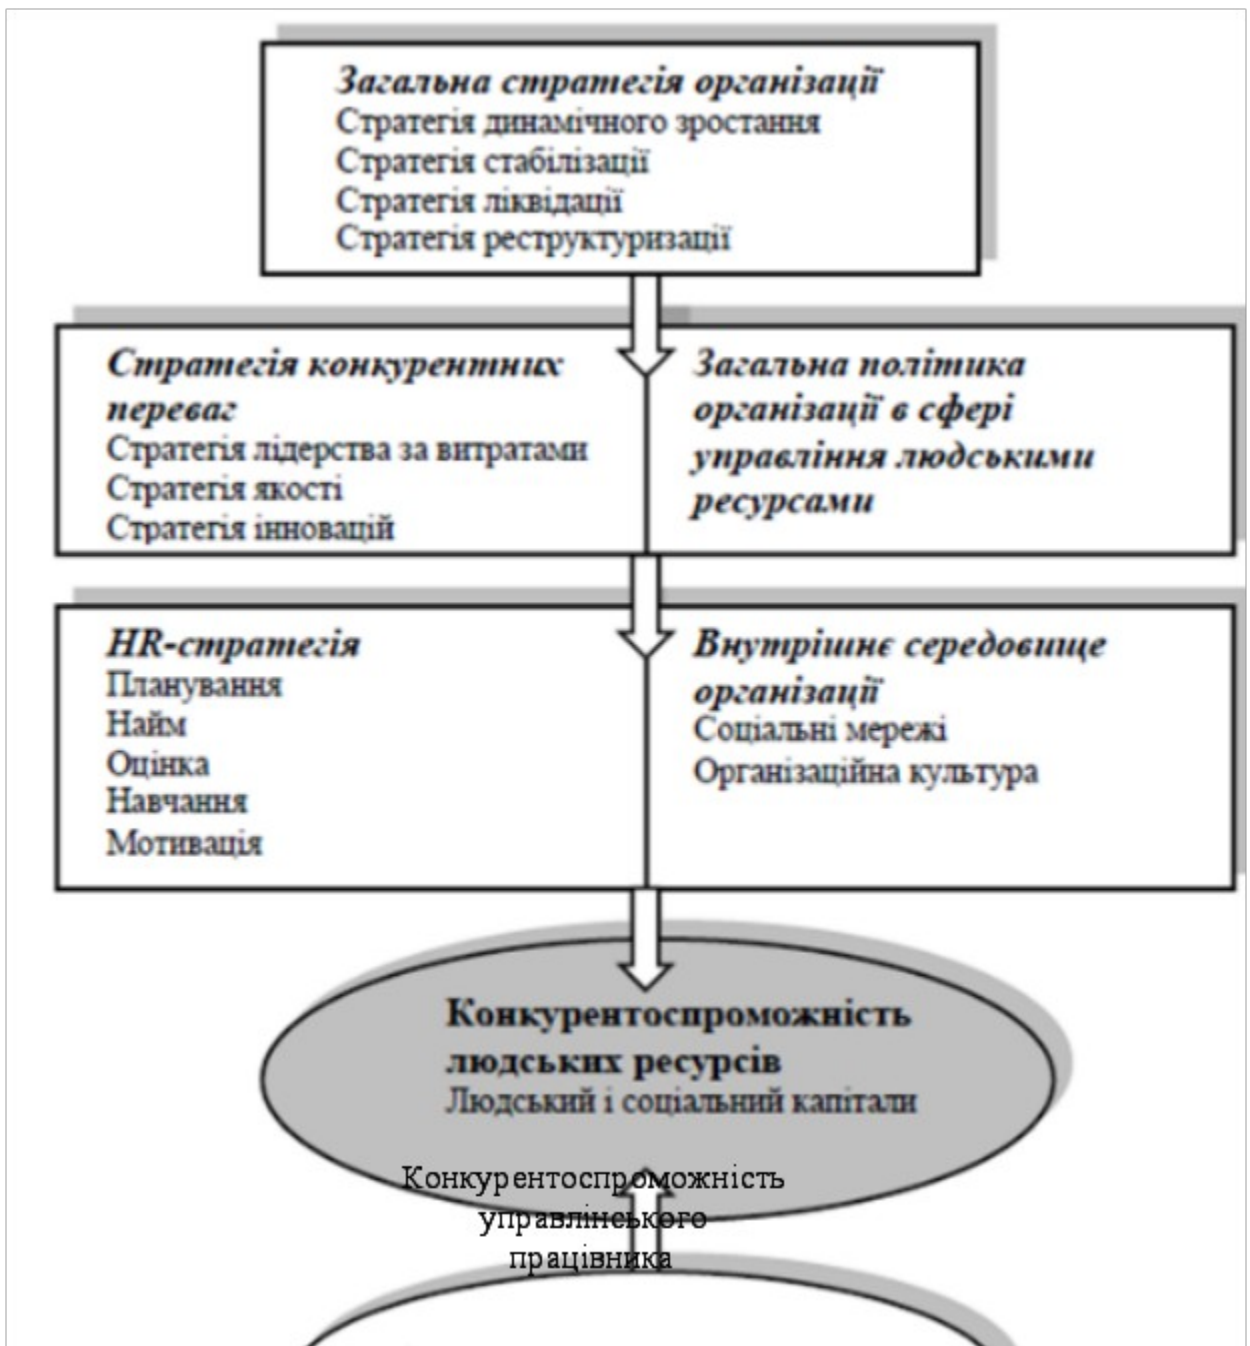 Загальна стратегія організації
Стратегія динамічного зростання
Стратегія стабілізації
Стратегія ліквідації
Стратегія реструктуризації
Стратегія конкурентних
переваг
Стратегія лідерства за витратами
Стратегія якості
Стратегія інновацій
Загальна політика
організації в сфері
управління людськими
ресурсами
HR-стратегія
Планування
Найм
Оцінка
Навчання
Мотивація
Внутрішнє середовище
організації
Соціальні мережі
Організаційна культура
Конкурентоспроможність
людських ресурсів
Людський і соціальний капітали
Конкурентоспроможність
управлінського
працівника